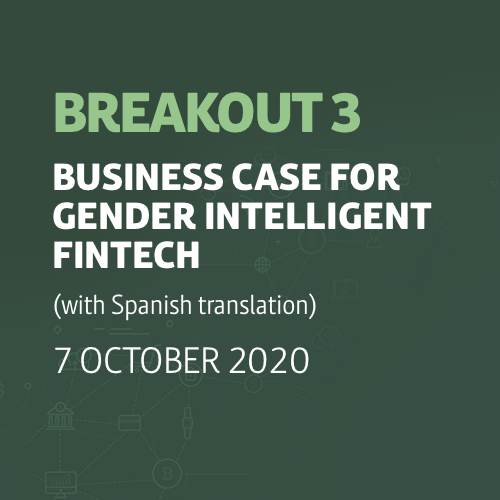 BREAKOUT 3
BUSINESS CASE FOR
GENDER INTELLIGENT
FINTECH
(with Spanish translation)
7 OCTOBER 2020